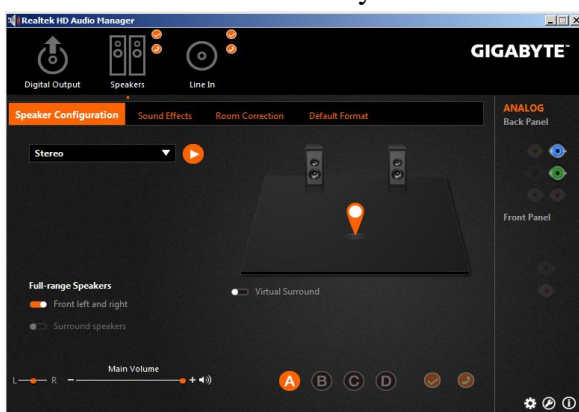 Realtek HD Audio Manager
Digital Output
Speakers
Line In
GIGABYTE™
Speaker Configuration
Sound Effects
Room Correction
Default Format
ANALOG
Back Panel
Stereo
Front Panel
Full-range Speakers
Front left and right
Virtual Surround
Surround speakers
Main Volume
L R - +
A B C D